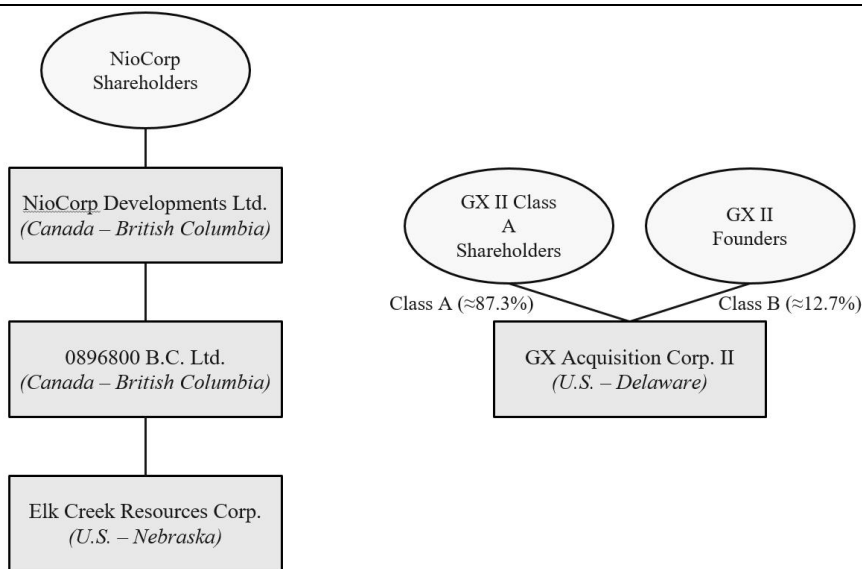 NioCorp
Shareholders
NioCorp Developments Ltd.
(Canada – British Columbia)
0896800 B.C. Ltd.
(Canada – British Columbia)
Elk Creek Resources Corp.
(U.S. – Nebraska)
GX II Class
A
Shareholders
GX II
Founders
Class A (≈87.3%)
Class B (≈12.7%)
GX Acquisition Corp. II
(U.S. – Delaware)